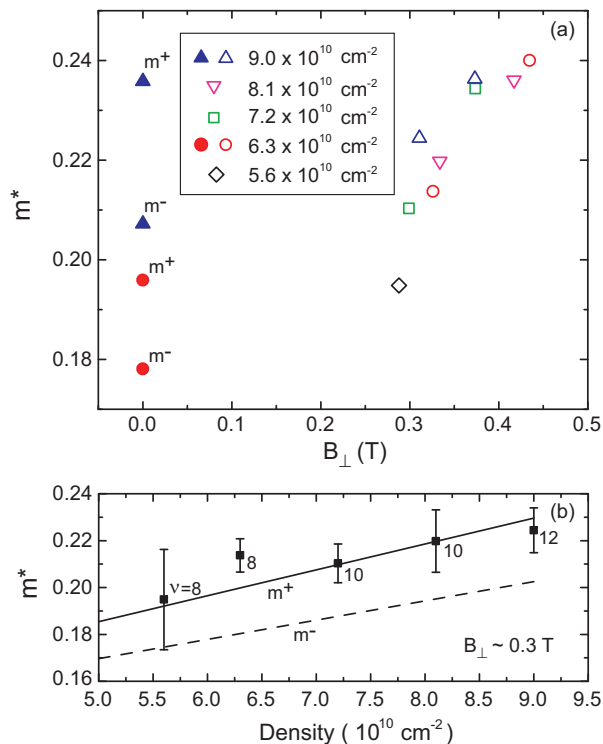 (a)
0.24
0.22
0.20
0.18
m*
m+
m-
m+
m-
9.0 x 10^10 cm^-2
8.1 x 10^10 cm^-2
7.2 x 10^10 cm^-2
6.3 x 10^10 cm^-2
5.6 x 10^10 cm^-2
0.0 0.1 0.2 0.3 0.4 0.5
B⊥ (T)
(b)
0.24
0.22
0.20
0.18
0.16
m*
ν=8
8
10
10
12
m+
m-
B⊥ ~ 0.3 T
5.0 5.5 6.0 6.5 7.0 7.5 8.0 8.5 9.0 9.5
Density ( 10^10 cm^-2)